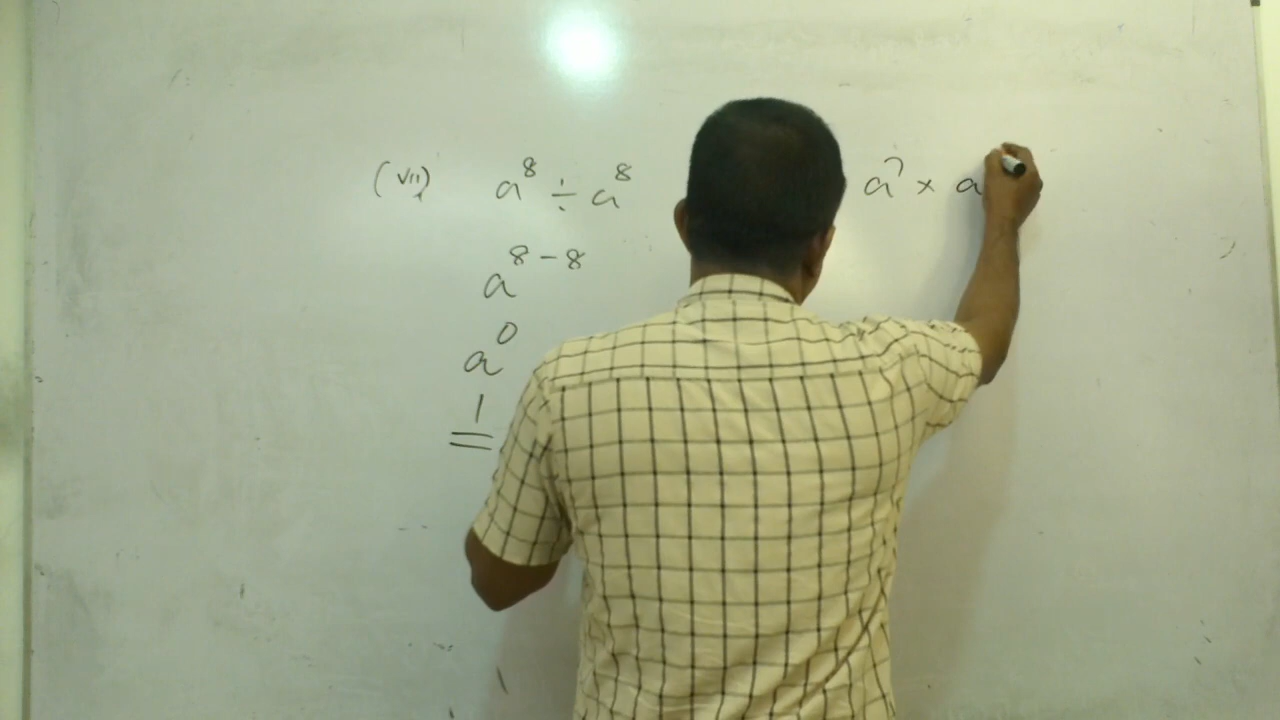 (vii) a⁸ ÷ a⁸
a⁸⁻⁸
a⁰
1
a⁷ × a